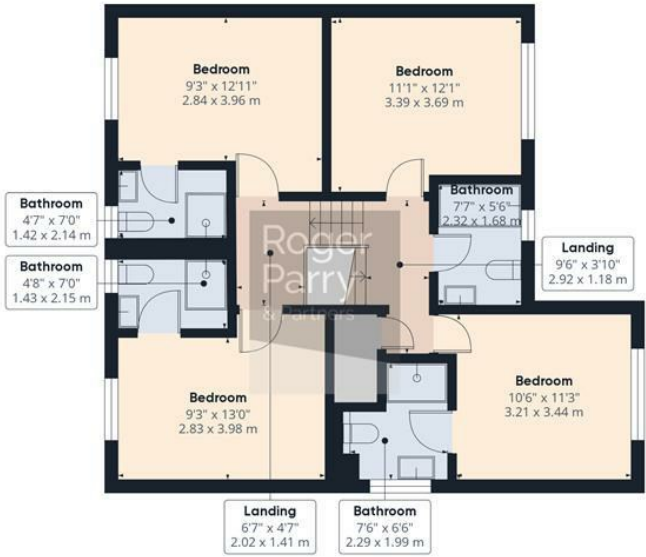 Bedroom
9'3" x 12'11"
2.84 x 3.96 m
Bedroom
11'1" x 12'1"
3.39 x 3.69 m
Bathroom
4'7" x 7'0"
1.42 x 2.14 m
Bathroom
7'7" x 5'6"
2.32 x 1.68 m
Bathroom
4'8" x 7'0"
1.43 x 2.15 m
Landing
9'6" x 3'10"
2.92 x 1.18 m
Roger
Parry
& Partners
Bedroom
9'3" x 13'0"
2.83 x 3.98 m
Bedroom
10'6" x 11'3"
3.21 x 3.44 m
Landing
6'7" x 4'7"
2.02 x 1.41 m
Bathroom
7'6" x 6'6"
2.29 x 1.99 m